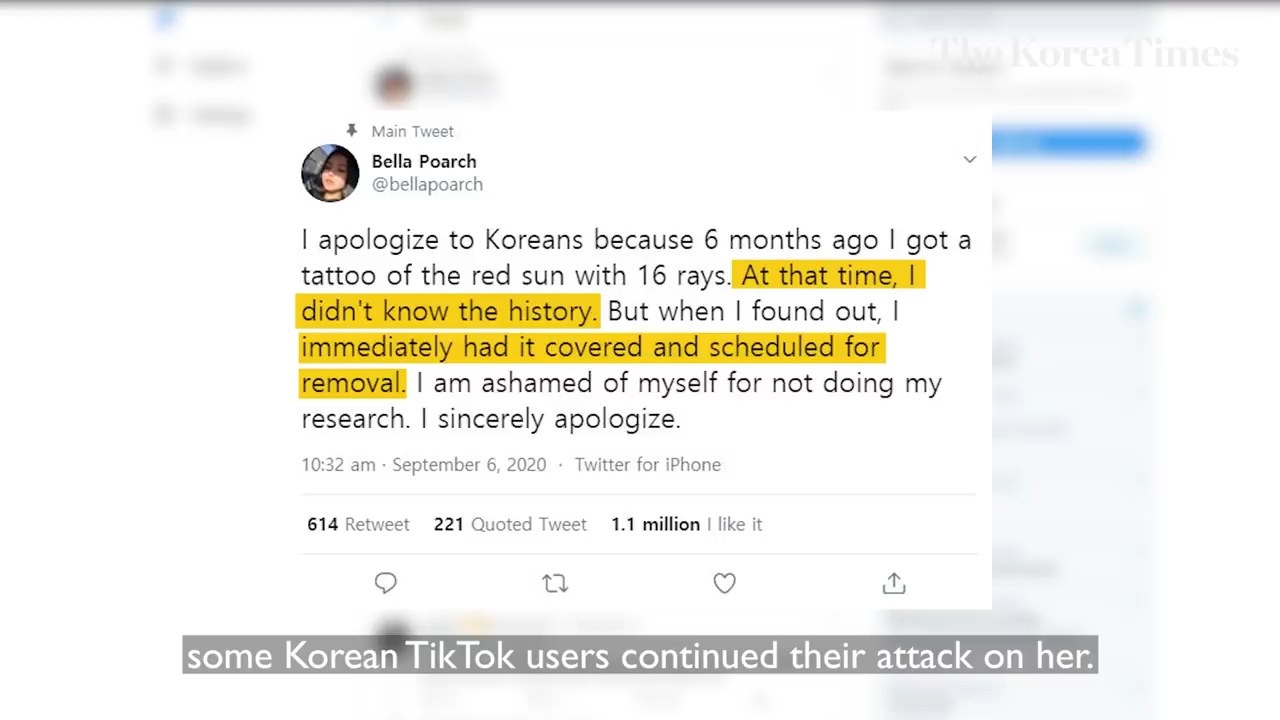 The Korea Times
Main Tweet
Bella Poarch
@bellapoarch
I apologize to Koreans because 6 months ago I got a
tattoo of the red sun with 16 rays. At that time, I
didn't know the history. But when I found out, I
immediately had it covered and scheduled for
removal. I am ashamed of myself for not doing my
research. I sincerely apologize.
10:32 am · September 6, 2020 · Twitter for iPhone
614 Retweet 221 Quoted Tweet 1.1 million I like it
some Korean TikTok users continued their attack on her.